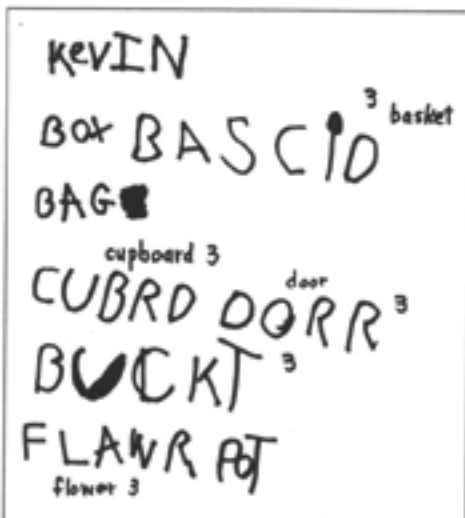 KevIN
3 basket
BOX BASCID
BAG
cupboard 3 door
CUBRD DORR 3
BUCKT 3
FLAWR POT
flower 3